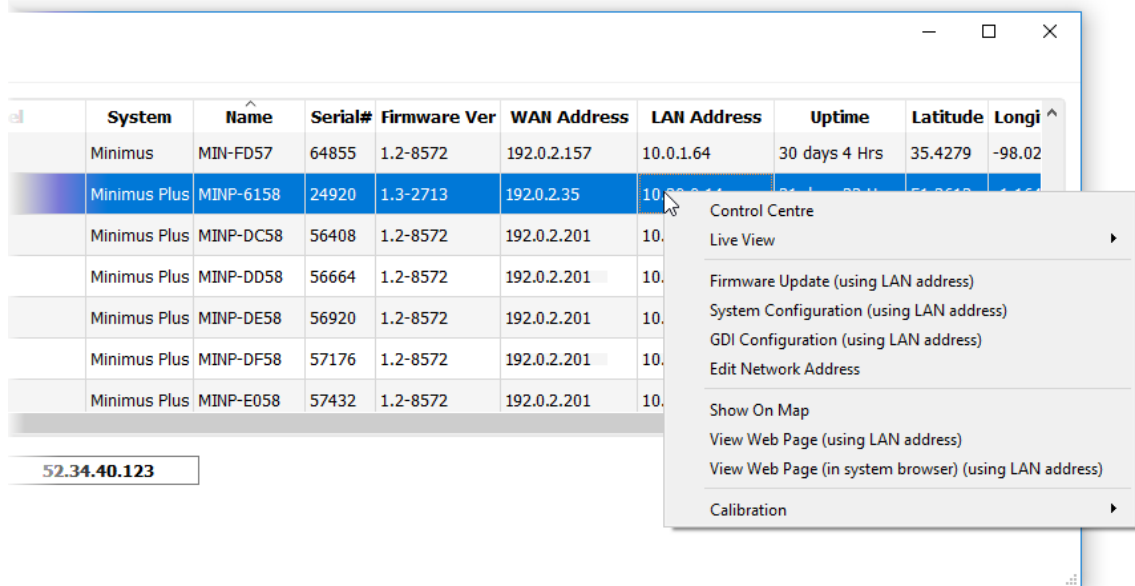 el System Name Serial# Firmware Ver WAN Address LAN Address Uptime Latitude Longi
Minimus MIN-FD57 64855 1.2-8572 192.0.2.157 10.0.1.64 30 days 4 Hrs 35.4279 -98.02
Minimus Plus MINP-6158 24920 1.3-2713 192.0.2.35
Minimus Plus MINP-DC58 56408 1.2-8572 192.0.2.201 10.
Minimus Plus MINP-DD58 56664 1.2-8572 192.0.2.201 10.
Minimus Plus MINP-DE58 56920 1.2-8572 192.0.2.201 10.
Minimus Plus MINP-DF58 57176 1.2-8572 192.0.2.201 10.
Minimus Plus MINP-E058 57432 1.2-8572 192.0.2.201 10.
52.34.40.123
Control Centre
Live View
Firmware Update (using LAN address)
System Configuration (using LAN address)
GDI Configuration (using LAN address)
Edit Network Address
Show On Map
View Web Page (using LAN address)
View Web Page (in system browser) (using LAN address)
Calibration